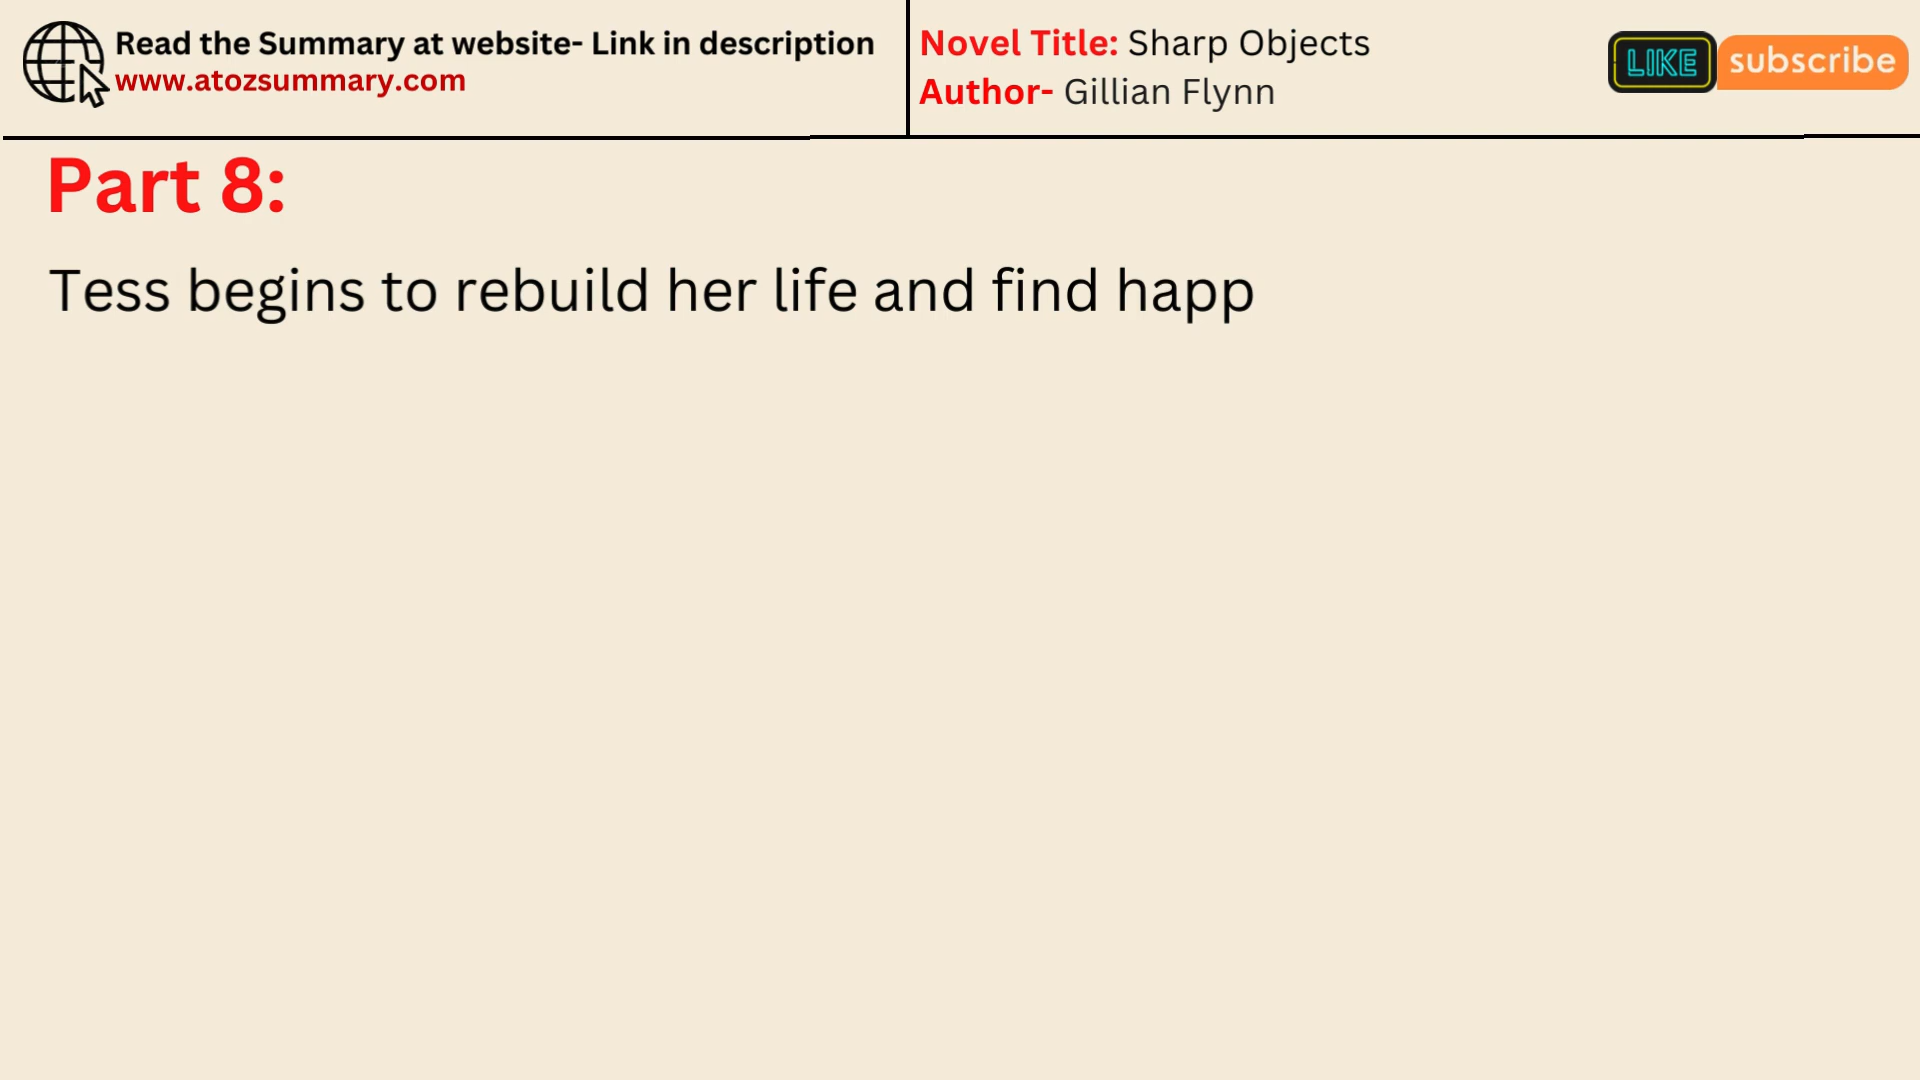 Read the Summary at website- Link in description
www.atozsummary.com
Novel Title: Sharp Objects
Author- Gillian Flynn
LIKE
subscribe
Part 8:
Tess begins to rebuild her life and find happ